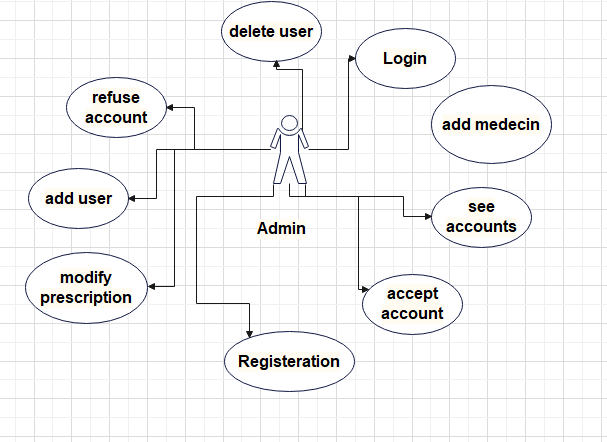 delete user
Login
refuse
account
add medecin
add user
see
accounts
Admin
modify
prescription
accept
account
Registeration